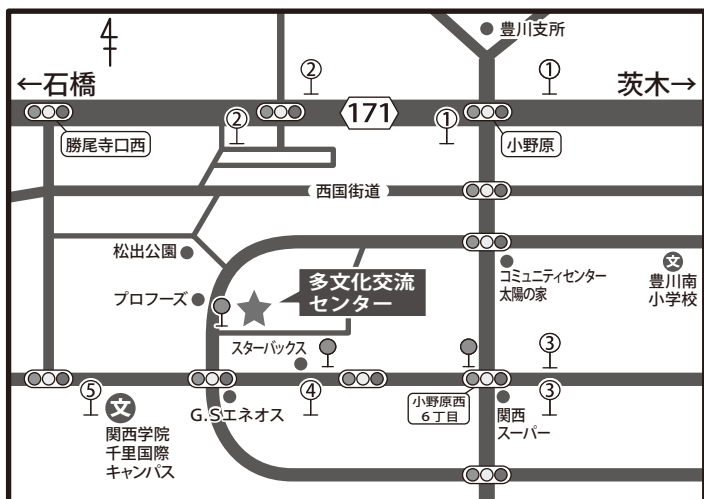 豊川支所
②
①
←石橋
茨木→
171
②
①
勝尾寺口西
小野原
西国街道
松出公園
多文化交流
センター
コミュニティセンター
太陽の家
文
豊川南
小学校
プロフーズ
スターバックス
③
⑤
④
小野原西
6丁目
③
文
G.Sエネオス
関西
スーパー
関西学院
千里国際
キャンパス